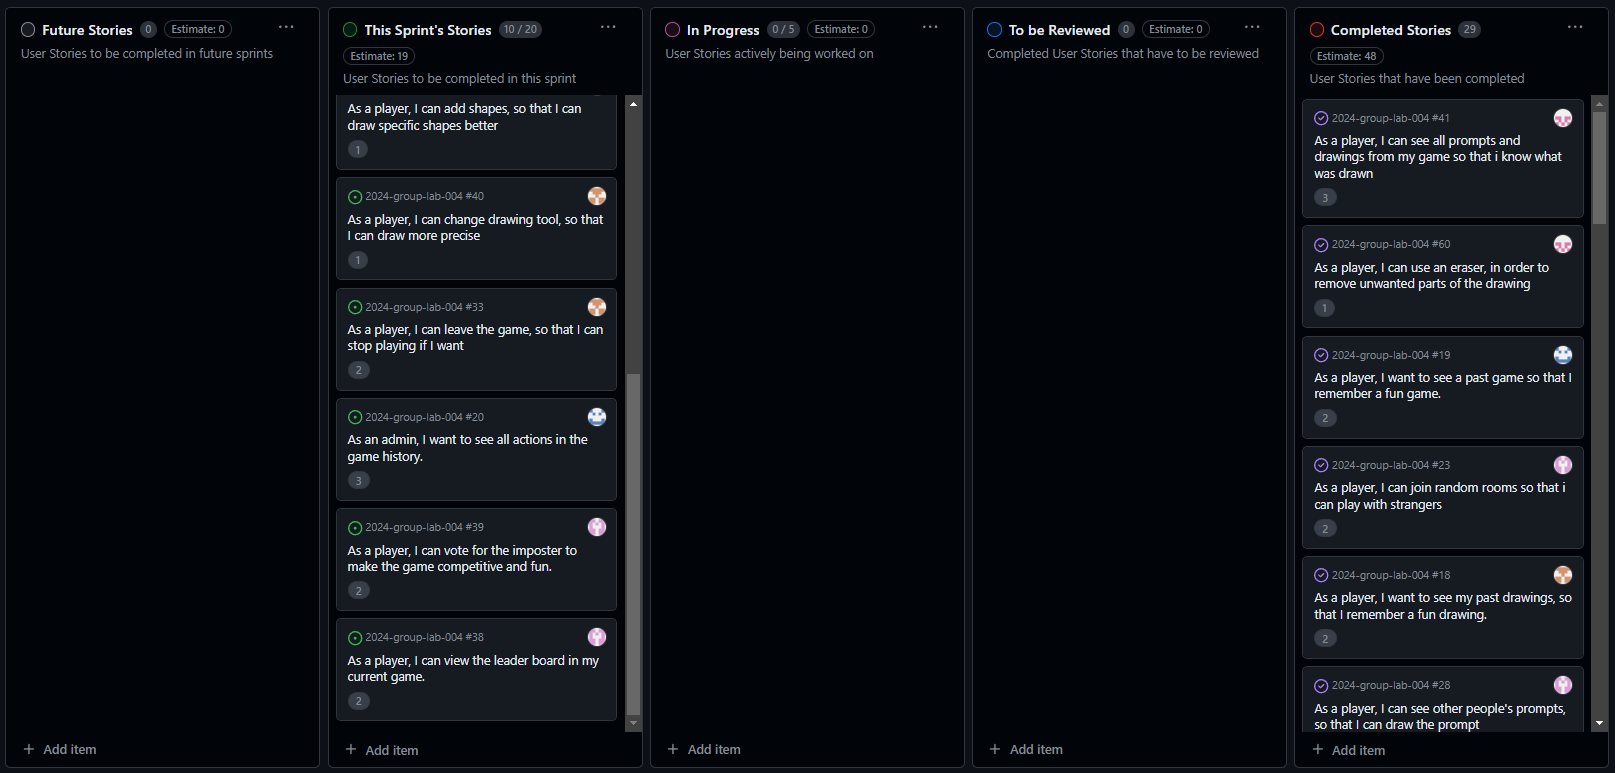 Future Stories 0 Estimate: 0
User Stories to be completed in future sprints
Add item
This Sprint's Stories 10 / 20
Estimate: 19
User Stories to be completed in this sprint
As a player, I can add shapes, so that I can
draw specific shapes better
1
2024-group-lab-004 #40
As a player, I can change drawing tool, so that
I can draw more precise
1
2024-group-lab-004 #33
As a player, I can leave the game, so that I can
stop playing if I want
2
2024-group-lab-004 #20
As an admin, I want to see all actions in the
game history.
3
2024-group-lab-004 #39
As a player, I can vote for the imposter to
make the game competitive and fun.
2
2024-group-lab-004 #38
As a player, I can view the leader board in my
current game.
2
Add item
In Progress 0 / 5 Estimate: 0
User Stories actively being worked on
Add item
To be Reviewed 0 Estimate: 0
Completed User Stories that have to be reviewed
Add item
Completed Stories 29
Estimate: 48
User Stories that have been completed
2024-group-lab-004 #41
As a player, I can see all prompts and
drawings from my game so that i know what
was drawn
3
2024-group-lab-004 #60
As a player, I can use an eraser, in order to
remove unwanted parts of the drawing
1
2024-group-lab-004 #19
As a player, I want to see a past game so that I
remember a fun game.
2
2024-group-lab-004 #23
As a player, I can join random rooms so that i
can play with strangers
2
2024-group-lab-004 #18
As a player, I want to see my past drawings, so
that I remember a fun drawing.
2
2024-group-lab-004 #28
As a player, I can see other people's prompts,
so that I can draw the prompt
Add item